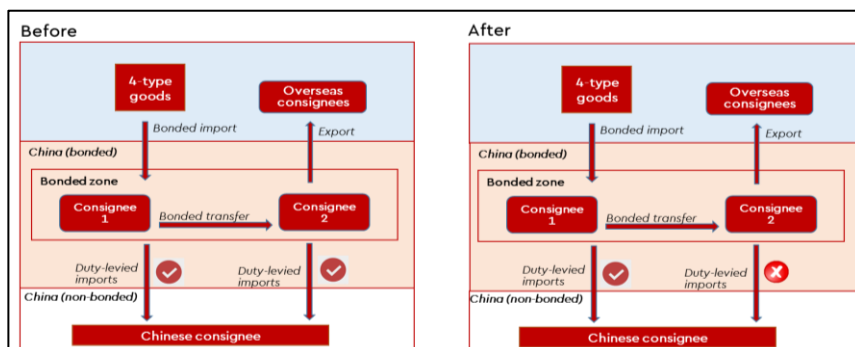 Before
4-type
goods
Overseas
consignees
Bonded import
Export
China (bonded)
Bonded zone
Consignee
1
Bonded transfer
Consignee
2
Duty-levied
imports
Duty-levied
imports
China (non-bonded)
Chinese consignee
After
4-type
goods
Overseas
consignees
Bonded import
Export
China (bonded)
Bonded zone
Consignee
1
Bonded transfer
Consignee
2
Duty-levied
imports
Duty-levied
imports
China (non-bonded)
Chinese consignee